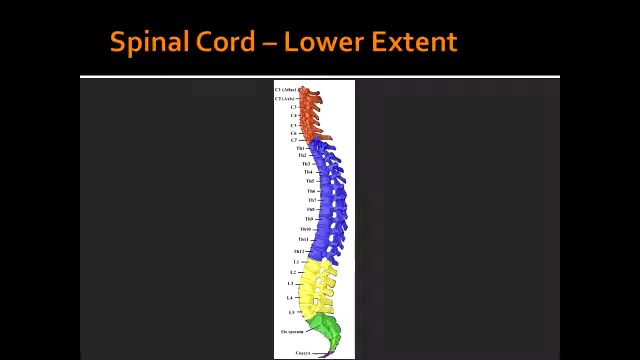 Spinal Cord – Lower Extent
C1 (Atlas)
C2 (Axis)
C3
C4
C5
C6
C7
Th1
Th2
Th3
Th4
Th5
Th6
Th7
Th8
Th9
Th10
Th11
Th12
L1
L2
L3
L4
L5
Os sacrum
Coccyx